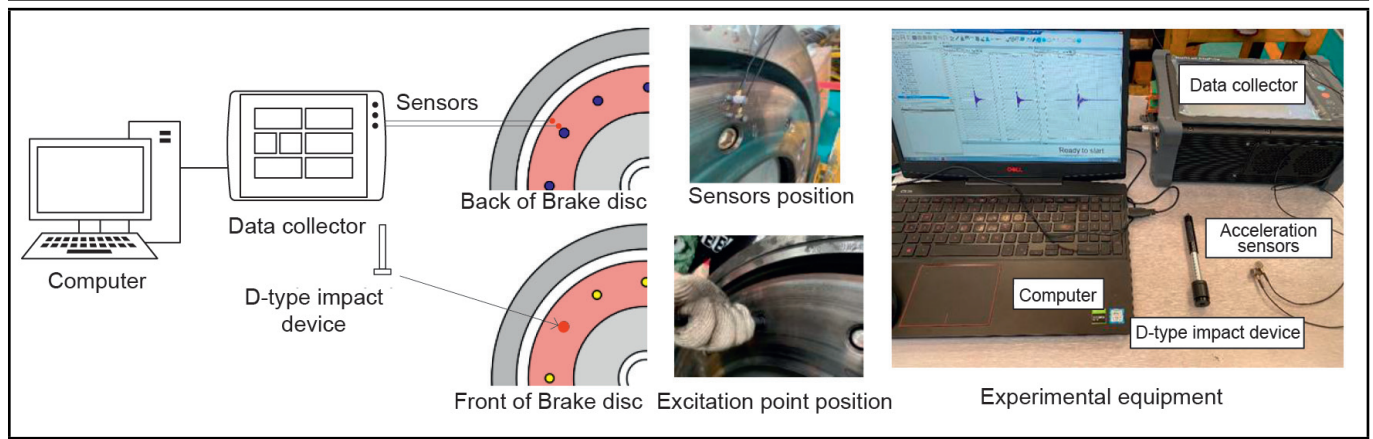 Sensors
Data collector
Computer
D-type impact
device
Back of Brake disc
Front of Brake disc
Sensors position
Excitation point position
Ready to start
DELL
Data collector
Acceleration
sensors
Computer
D-type impact device
Experimental equipment